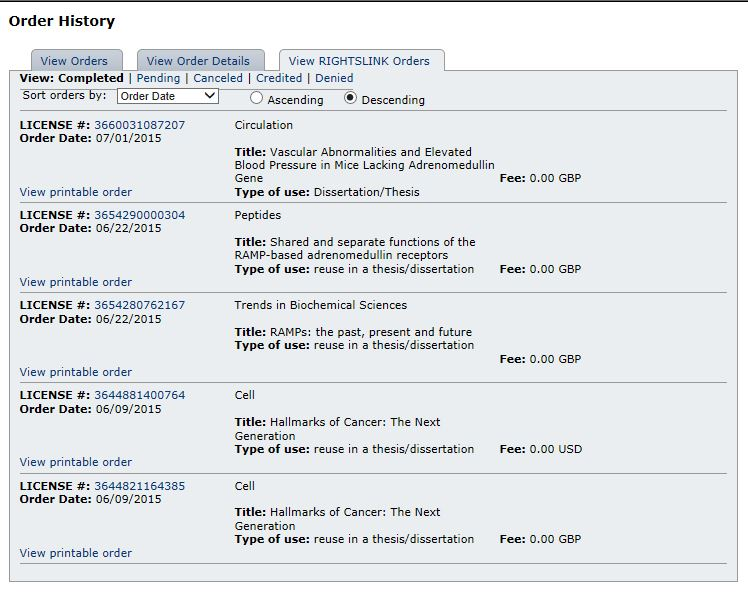 Order History
View Orders View Order Details View RIGHTSLINK Orders
View: Completed | Pending | Canceled | Credited | Denied
Sort orders by: Order Date Ascending Descending
LICENSE #: 3660031087207 Circulation
Order Date: 07/01/2015
Title: Vascular Abnormalities and Elevated
Blood Pressure in Mice Lacking Adrenomedullin
Gene Fee: 0.00 GBP
View printable order Type of use: Dissertation/Thesis
LICENSE #: 3654290000304 Peptides
Order Date: 06/22/2015
Title: Shared and separate functions of the
RAMP-based adrenomedullin receptors
Type of use: reuse in a thesis/dissertation Fee: 0.00 GBP
View printable order
LICENSE #: 3654280762167 Trends in Biochemical Sciences
Order Date: 06/22/2015
Title: RAMPs: the past, present and future
Type of use: reuse in a thesis/dissertation
Fee: 0.00 GBP
View printable order
LICENSE #: 3644881400764 Cell
Order Date: 06/09/2015
Title: Hallmarks of Cancer: The Next
Generation
Type of use: reuse in a thesis/dissertation Fee: 0.00 USD
View printable order
LICENSE #: 3644821164385 Cell
Order Date: 06/09/2015
Title: Hallmarks of Cancer: The Next
Generation
Type of use: reuse in a thesis/dissertation Fee: 0.00 GBP
View printable order